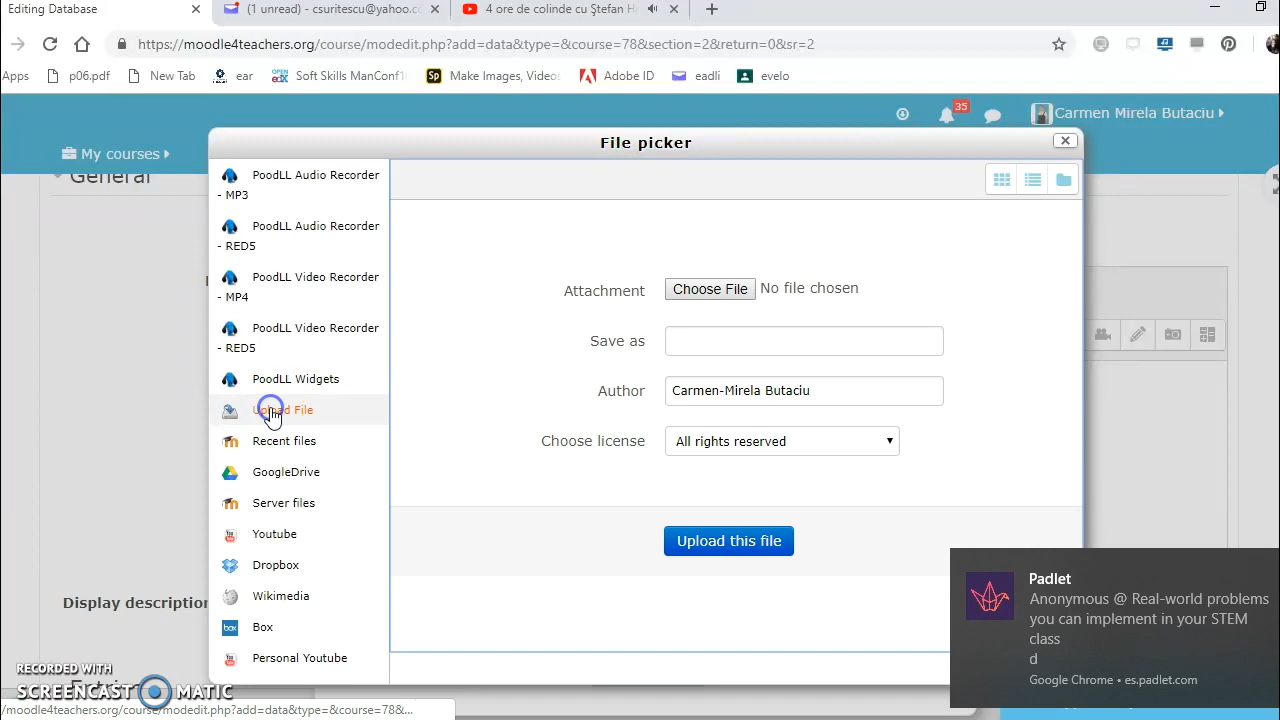 Editing Database
(1 unread) - csuritescu@yahoo.c
4 ore de colinde cu Ştefan H
https://moodle4teachers.org/course/modedit.php?add=data&type=&course=78&section=2&return=0&sr=2
Apps
p06.pdf
New Tab
ear
Soft Skills ManConf1
Make Images, Videos
Adobe ID
eadli
evelo
35
Carmen Mirela Butaciu
My courses
General
File picker
PoodLL Audio Recorder
- MP3
PoodLL Audio Recorder
- RED5
PoodLL Video Recorder
- MP4
PoodLL Video Recorder
- RED5
PoodLL Widgets
Upload File
Recent files
GoogleDrive
Server files
Youtube
Dropbox
Wikimedia
Box
Personal Youtube
Attachment
Choose File No file chosen
Save as
Author
Carmen-Mirela Butaciu
Choose license
All rights reserved
Upload this file
Display description
Padlet
Anonymous @ Real-world problems
you can implement in your STEM
class
d
Google Chrome • es.padlet.com
RECORDED WITH
SCREENCAST MATIC
/moodle4teachers.org/course/modedit.php?add=data&type=&course=78&...